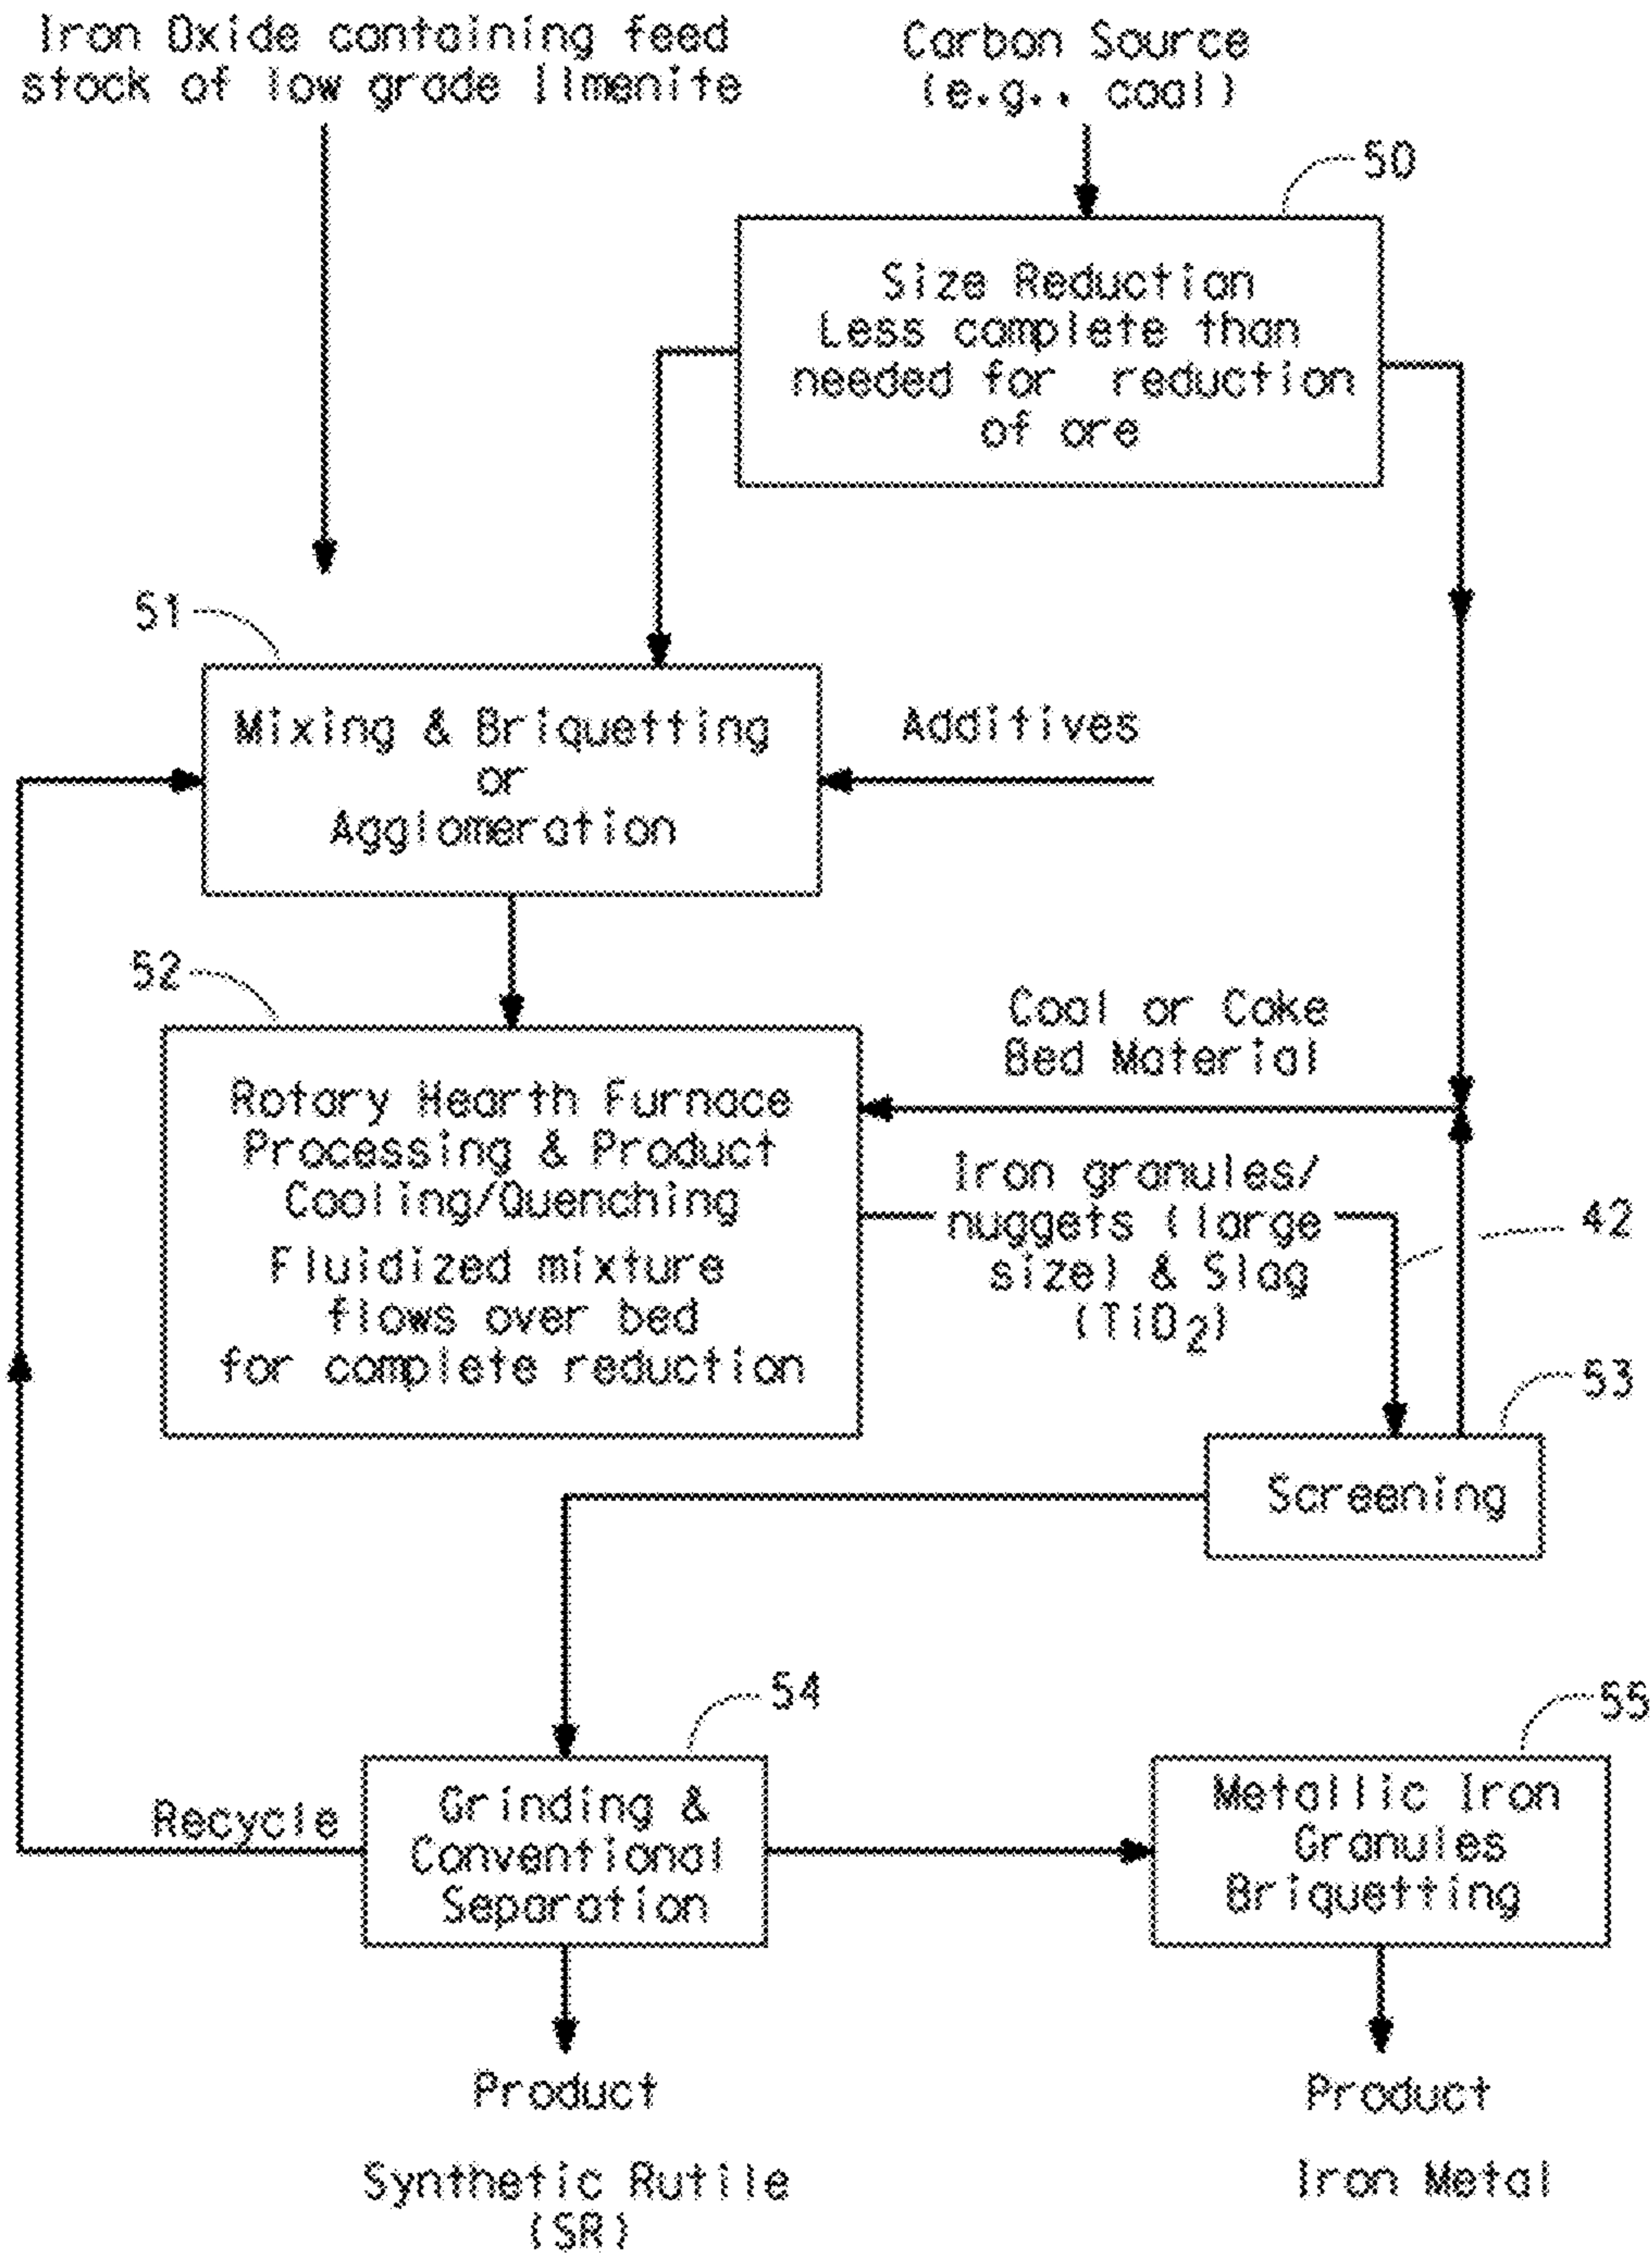 Iron Oxide containing feed
stock of low grade Ilmenite
Carbon Source
(e.g., coal)
50
Size Reduction
Less complete than
needed for reduction
of ore
51
Mixing & Briquetting
or
Agglomeration
Additives
52
Rotary Hearth Furnace
Processing & Product
Cooling/Quenching
Fluidized mixture
flows over bed
for complete reduction
Coal or Coke
Bed Material
Iron granules/
nuggets (large
size) & Slag
(TiO2)
42
53
Screening
54
Recycle
Grinding &
Conventional
Separation
55
Metallic Iron
Granules
Briquetting
Product
Synthetic Rutile
(SR)
Product
Iron Metal